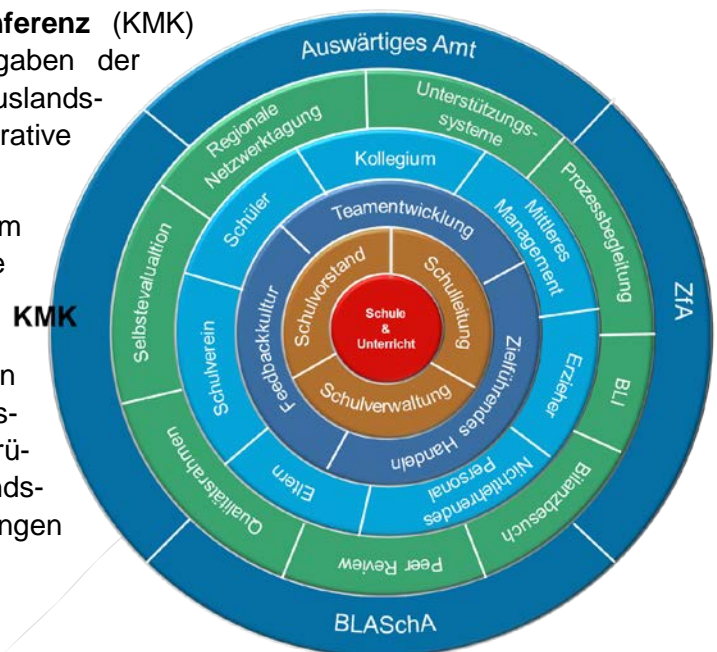 nferenz (KMK)
gaben der
uslands-
rative
m
e
KMK
n
s-
rü-
nds-
ngen
Auswärtiges Amt
ZfA
BLASchA
Regionale
Netzwerktagung
Unterstützungs-
systeme
Prozessbegleitung
BLI
Bilanzbesuch
Peer Review
Qualitätsrahmen
Selbstevalualtion
Kollegium
Mittleres
Management
Erzieher
Nichtlehrendes
Personal
Eltern
Schulverein
Schüler
Teamentwicklung
Zielführendes Handeln
Feedbackkultur
Schulvorstand
Schulleitung
Schulverwaltung
Schule
&
Unterricht